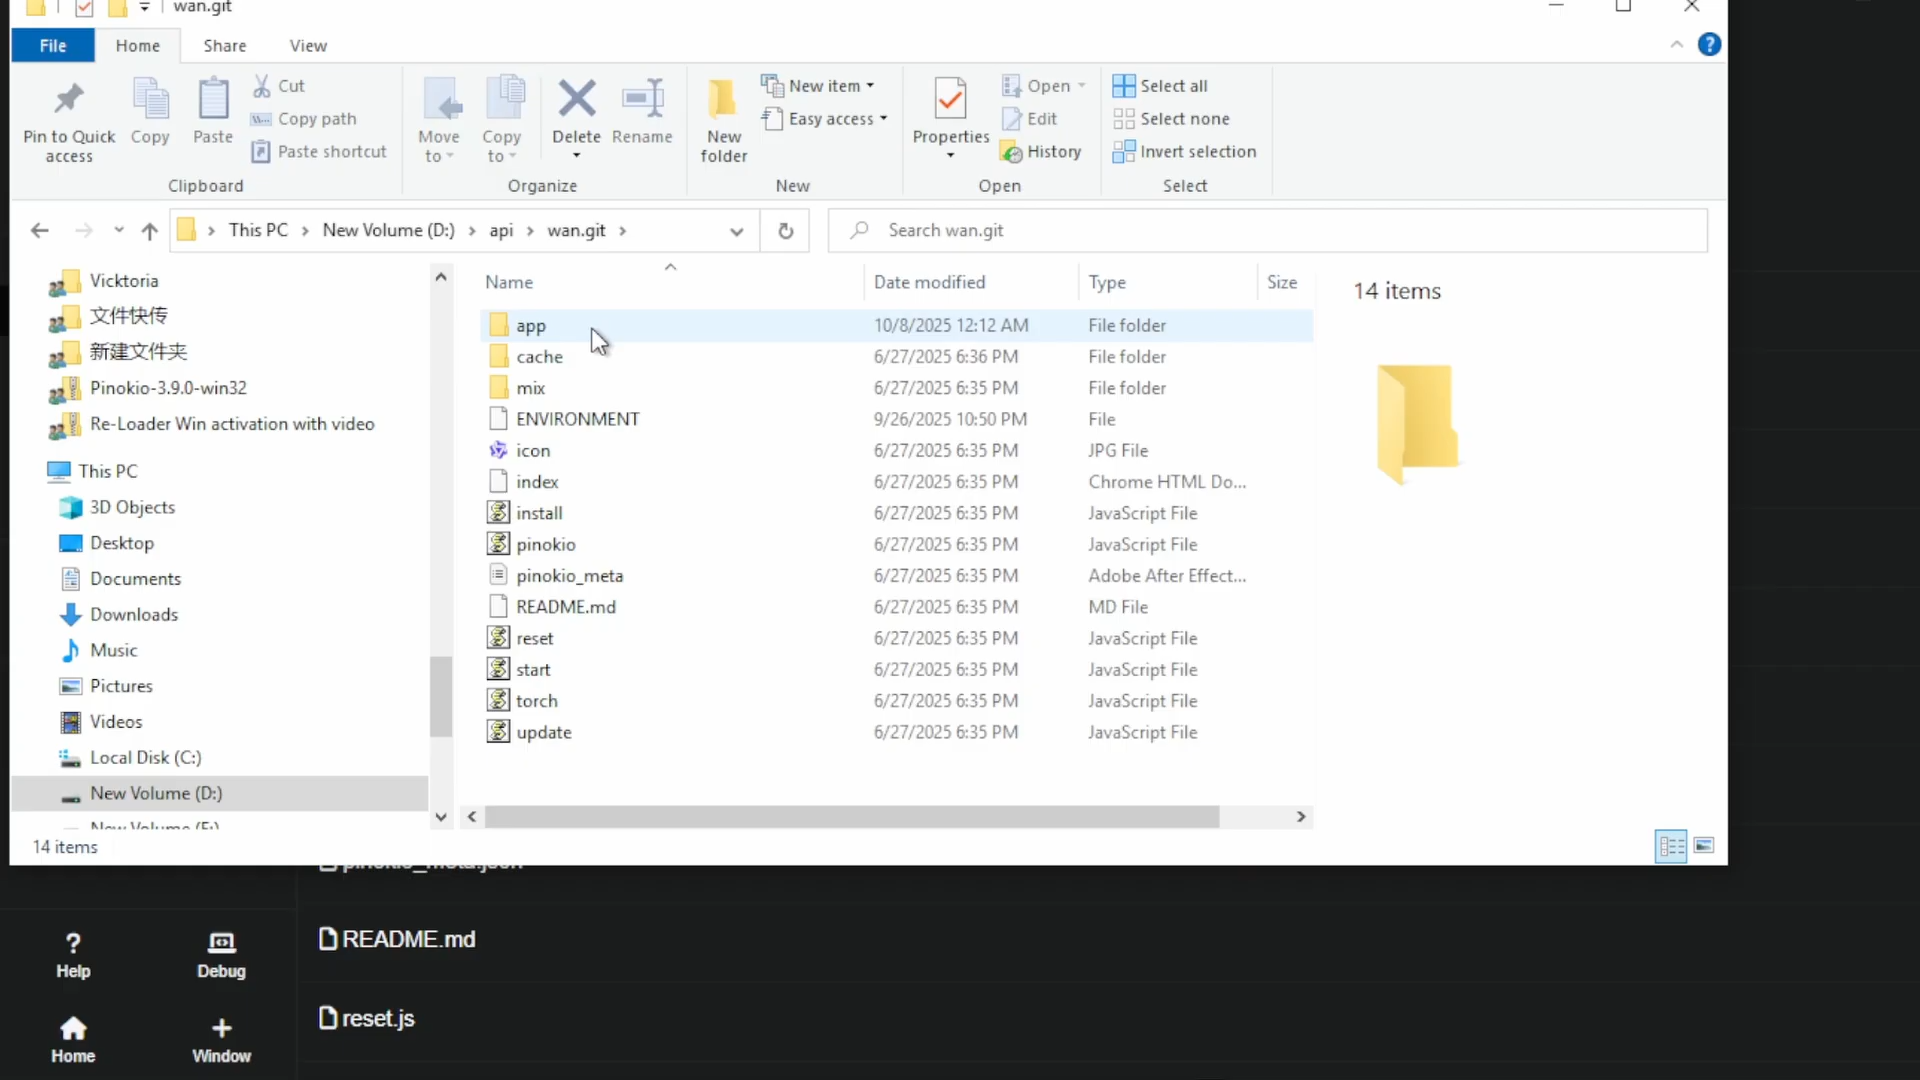 wan.git
File Home Share View
Pin to Quick access
Copy
Paste
Cut
Copy path
Paste shortcut
Clipboard
Move to
Copy to
Delete
Rename
Organize
New folder
New item
Easy access
New
Properties
Open
Edit
History
Open
Select all
Select none
Invert selection
Select
This PC › New Volume (D:) › api › wan.git ›
Search wan.git
Vicktoria
文件快传
新建文件夹
Pinokio-3.9.0-win32
Re-Loader Win activation with video
This PC
3D Objects
Desktop
Documents
Downloads
Music
Pictures
Videos
Local Disk (C:)
New Volume (D:)
New Volume (F:)
Name Date modified Type Size
app 10/8/2025 12:12 AM File folder
cache 6/27/2025 6:36 PM File folder
mix 6/27/2025 6:35 PM File folder
ENVIRONMENT 9/26/2025 10:50 PM File
icon 6/27/2025 6:35 PM JPG File
index 6/27/2025 6:35 PM Chrome HTML Do...
install 6/27/2025 6:35 PM JavaScript File
pinokio 6/27/2025 6:35 PM JavaScript File
pinokio_meta 6/27/2025 6:35 PM Adobe After Effect...
README.md 6/27/2025 6:35 PM MD File
reset 6/27/2025 6:35 PM JavaScript File
start 6/27/2025 6:35 PM JavaScript File
torch 6/27/2025 6:35 PM JavaScript File
update 6/27/2025 6:35 PM JavaScript File
14 items
14 items
pinokio_meta.json
README.md
reset.js
Help
Debug
Home
Window